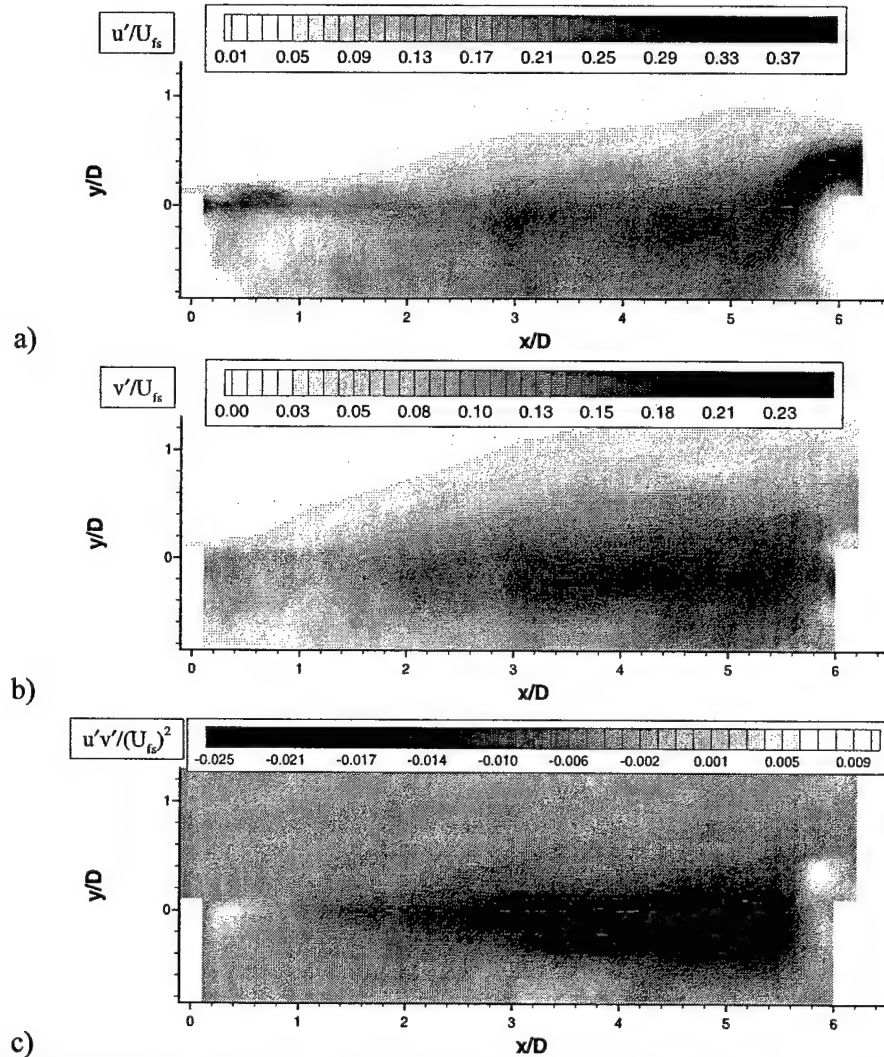 u'/U_fs
0.01 0.05 0.09 0.13 0.17 0.21 0.25 0.29 0.33 0.37
1
y/D
0
0 1 2 3 4 5 6
x/D
a)
v'/U_fs
0.00 0.03 0.05 0.08 0.10 0.13 0.15 0.18 0.21 0.23
1
y/D
0
0 1 2 3 4 5 6
x/D
b)
u'v'/(U_fs)²
-0.025 -0.021 -0.017 -0.014 -0.010 -0.006 -0.002 0.001 0.005 0.009
1
y/D
0
0 1 2 3 4 5 6
x/D
c)